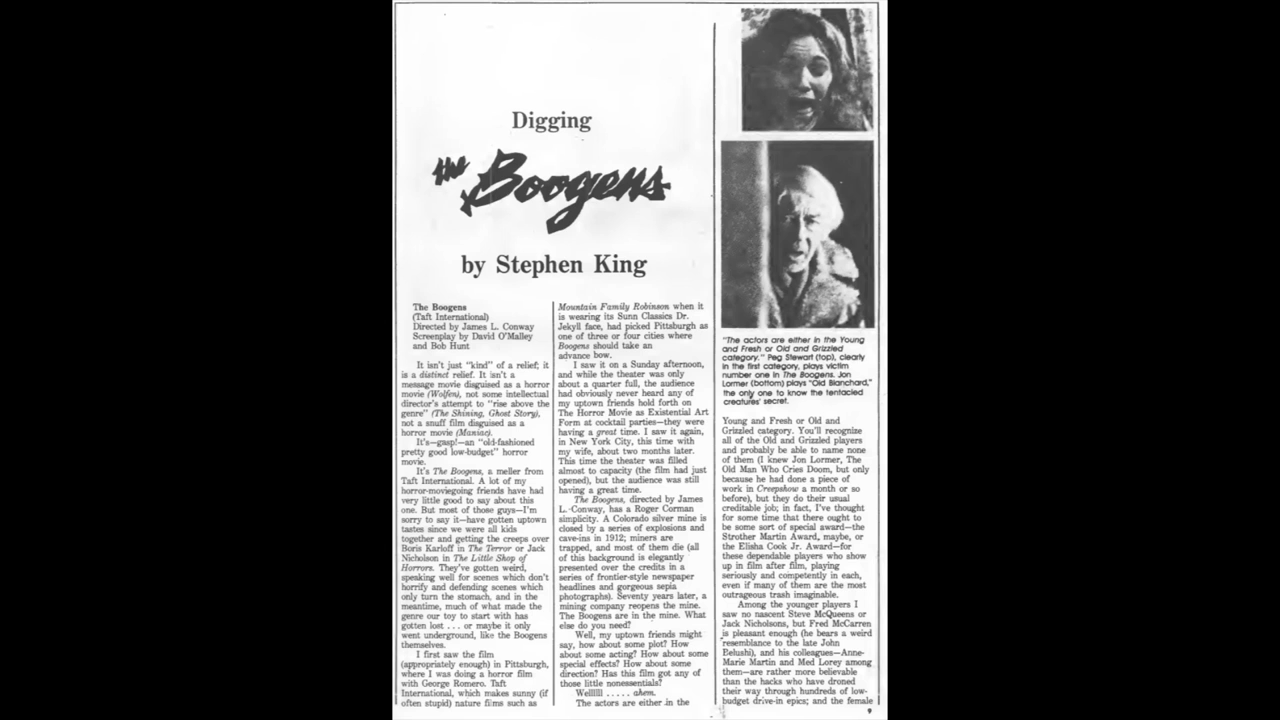 Digging
the Boogens
by Stephen King
The Boogens
(Taft International)
Directed by James L. Conway
Screenplay by David O'Malley
and Bob Hunt
It isn't just "kind" of a relief; it
is a distinct relief. It isn't a
message movie disguised as a horror
movie (Wolfen), not some intellectual
director's attempt to "rise above the
genre" (The Shining, Ghost Story),
not a snuff film disguised as a
horror movie (Maniac).
It's—gasp!—an "old-fashioned
pretty good low-budget" horror
movie.
It's The Boogens, a meller from
Taft International. A lot of my
horror-moviegoing friends have had
very little good to say about this
one. But most of those guys—I'm
sorry to say it—have gotten uptown
tastes since we were all kids
together and getting the creeps over
Boris Karloff in The Terror or Jack
Nicholson in The Little Shop of
Horrors. They've gotten weird,
speaking well for scenes which don't
horrify and defending scenes which
only turn the stomach, and in the
meantime, much of what made the
genre our toy to start with has
gotten lost . . . or maybe it only
went underground, like the Boogens
themselves.
I first saw the film
(appropriately enough) in Pittsburgh,
where I was doing a horror film
with George Romero. Taft
International, which makes sunny (if
often stupid) nature films such as
Mountain Family Robinson when it
is wearing its Sunn Classics Dr.
Jekyll face, had picked Pittsburgh as
one of three or four cities where
Boogens should take an
advance bow.
I saw it on a Sunday afternoon,
and while the theater was only
about a quarter full, the audience
had obviously never heard any of
my uptown friends hold forth on
The Horror Movie as Existential Art
Form at cocktail parties—they were
having a great time. I saw it again,
in New York City, this time with
my wife, about two months later.
This time the theater was filled
almost to capacity (the film had just
opened), but the audience was still
having a great time.
The Boogens, directed by James
L. Conway, has a Roger Corman
simplicity. A Colorado silver mine is
closed by a series of explosions and
cave-ins in 1912; miners are
trapped, and most of them die (all
of this background is elegantly
presented over the credits in a
series of frontier-style newspaper
headlines and gorgeous sepia
photographs). Seventy years later, a
mining company reopens the mine.
The Boogens are in the mine. What
else do you need?
Well, my uptown friends might
say, how about some plot? How
about some acting? How about some
special effects? How about some
direction? Has this film got any of
those little nonessentials?
Wellllll . . . . . ahem.
The actors are either in the
"The actors are either in the Young
and Fresh or Old and Grizzled
category." Peg Stewart (top), clearly
in the first category, plays victim
number one in The Boogens. Jon
Lormer (bottom) plays "Old Blanchard,"
the only one to know the tentacled
creatures' secret.
Young and Fresh or Old and
Grizzled category. You'll recognize
all of the Old and Grizzled players
and probably be able to name none
of them (I knew Jon Lormer, The
Old Man Who Cries Doom, but only
because he had done a piece of
work in Creepshow a month or so
before), but they do their usual
creditable job; in fact, I've thought
for some time that there ought to
be some sort of special award—the
Strother Martin Award, maybe, or
the Elisha Cook Jr. Award—for
these dependable players who show
up in film after film, playing
seriously and competently in each,
even if many of them are the most
outrageous trash imaginable.
Among the younger players I
saw no nascent Steve McQueens or
Jack Nicholsons, but Fred McCarren
is pleasant enough (he bears a weird
resemblance to the late John
Belushi), and his colleagues—Anne-
Marie Martin and Med Lorey among
them—are rather more believable
than the hacks who have droned
their way through hundreds of low-
budget drive-in epics; and the female
9